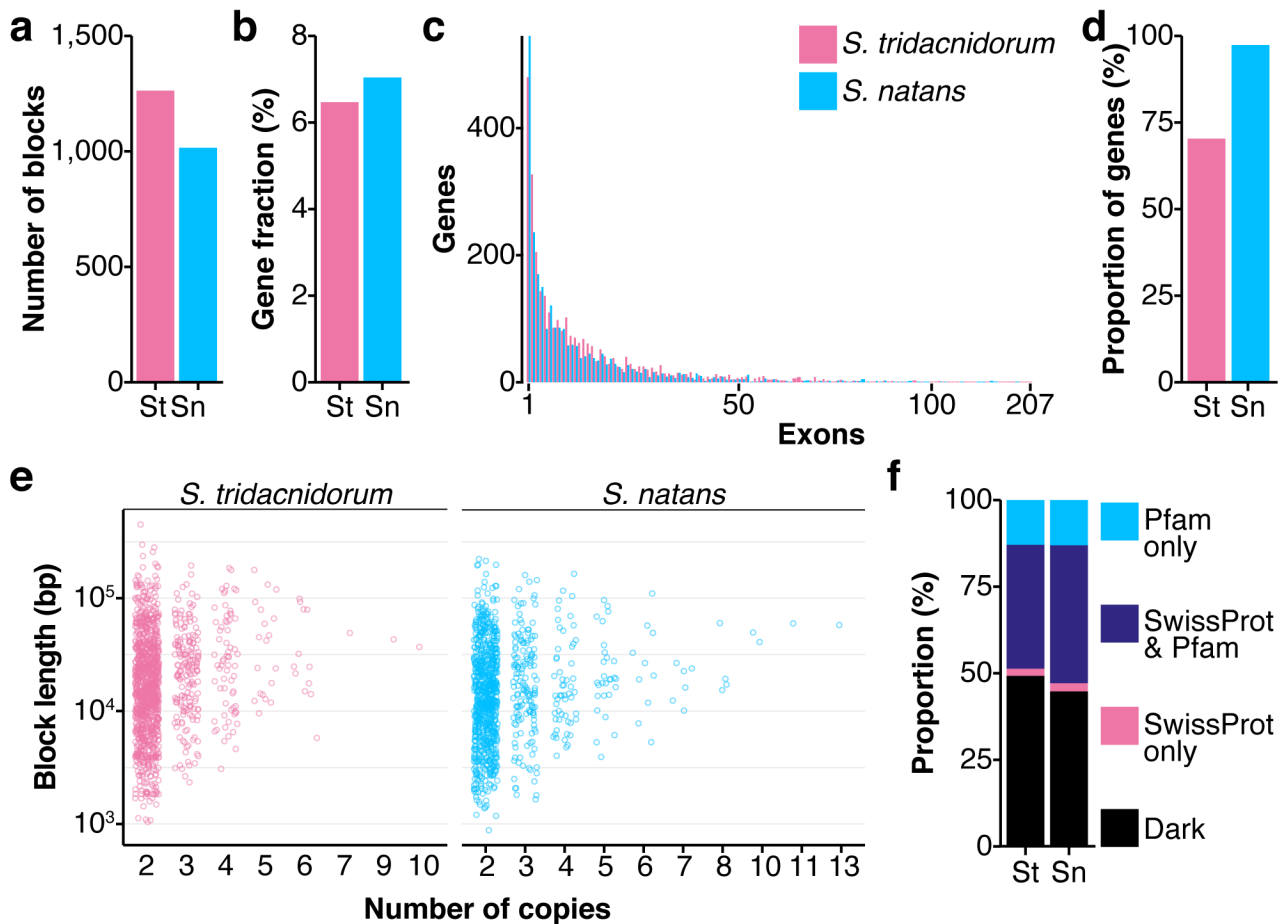 a
Number of blocks
1,500
1,000
500
0
St Sn
b
Gene fraction (%)
8
6
4
2
0
St Sn
c
Genes
400
200
0
1 50 100 207
Exons
S. tridacnidorum
S. natans
d
Proportion of genes (%)
100
75
50
25
0
St Sn
e
S. tridacnidorum
S. natans
Block length (bp)
10⁵
10⁴
10³
2 3 4 5 6 7 9 10
2 3 4 5 6 7 8 10 11 13
Number of copies
f
Proportion (%)
100
75
50
25
0
St Sn
Pfam
only
SwissProt
& Pfam
SwissProt
only
Dark